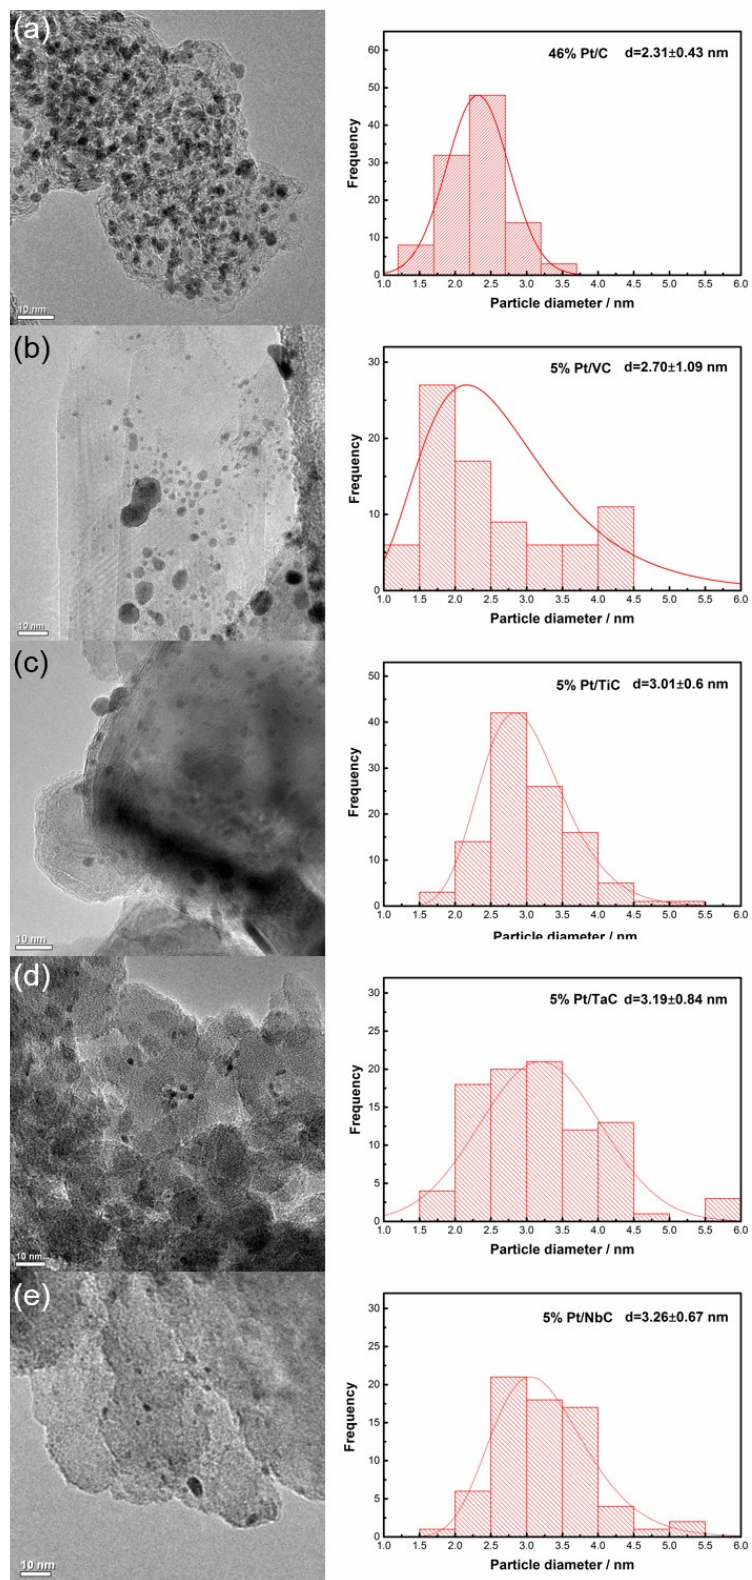 (a)
10 nm
46% Pt/C d=2.31±0.43 nm
Frequency
60
50
40
30
20
10
0
1.0 1.5 2.0 2.5 3.0 3.5 4.0 4.5 5.0 5.5 6.0
Particle diameter / nm
(b)
10 nm
5% Pt/VC d=2.70±1.09 nm
Frequency
30
20
10
0
1.0 1.5 2.0 2.5 3.0 3.5 4.0 4.5 5.0 5.5 6.0
Particle diameter / nm
(c)
10 nm
5% Pt/TiC d=3.01±0.6 nm
Frequency
50
40
30
20
10
0
1.0 1.5 2.0 2.5 3.0 3.5 4.0 4.5 5.0 5.5 6.0
Particle diameter / nm
(d)
10 nm
5% Pt/TaC d=3.19±0.84 nm
Frequency
30
25
20
15
10
5
0
1.0 1.5 2.0 2.5 3.0 3.5 4.0 4.5 5.0 5.5 6.0
Particle diameter / nm
(e)
10 nm
5% Pt/NbC d=3.26±0.67 nm
Frequency
30
25
20
15
10
5
0
1.0 1.5 2.0 2.5 3.0 3.5 4.0 4.5 5.0 5.5 6.0
Particle diameter / nm